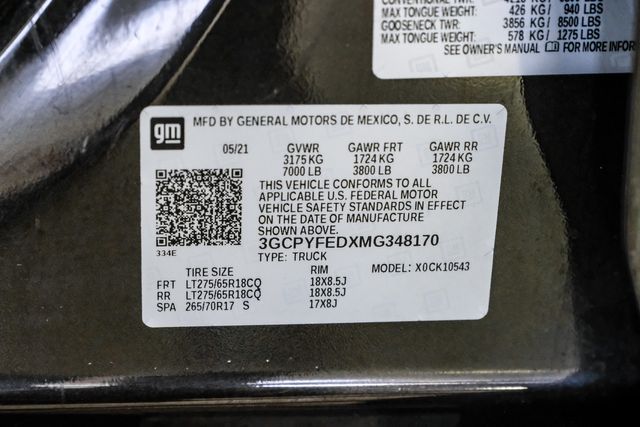 MAX TONGUE WEIGHT:
426 KG/ 940 LBS
GOOSENECK TWR: 3856 KG/ 8500 LBS
MAX TONGUE WEIGHT: 578 KG/ 1275 LBS
SEE OWNER'S MANUAL FOR MORE INFOR
gm
MFD BY GENERAL MOTORS DE MEXICO, S. DE R.L. DE C.V.
05/21 GVWR GAWR FRT GAWR RR
3175 KG 1724 KG 1724 KG
7000 LB 3800 LB 3800 LB
THIS VEHICLE CONFORMS TO ALL
APPLICABLE U.S. FEDERAL MOTOR
VEHICLE SAFETY STANDARDS IN EFFECT
ON THE DATE OF MANUFACTURE
SHOWN ABOVE.
334E
3GCPYFEDXMG348170
TYPE: TRUCK
TIRE SIZE RIM MODEL: X0CK10543
FRT LT275/65R18CQ 18X8.5J
RR LT275/65R18CQ 18X8.5J
SPA 265/70R17 S 17X8J